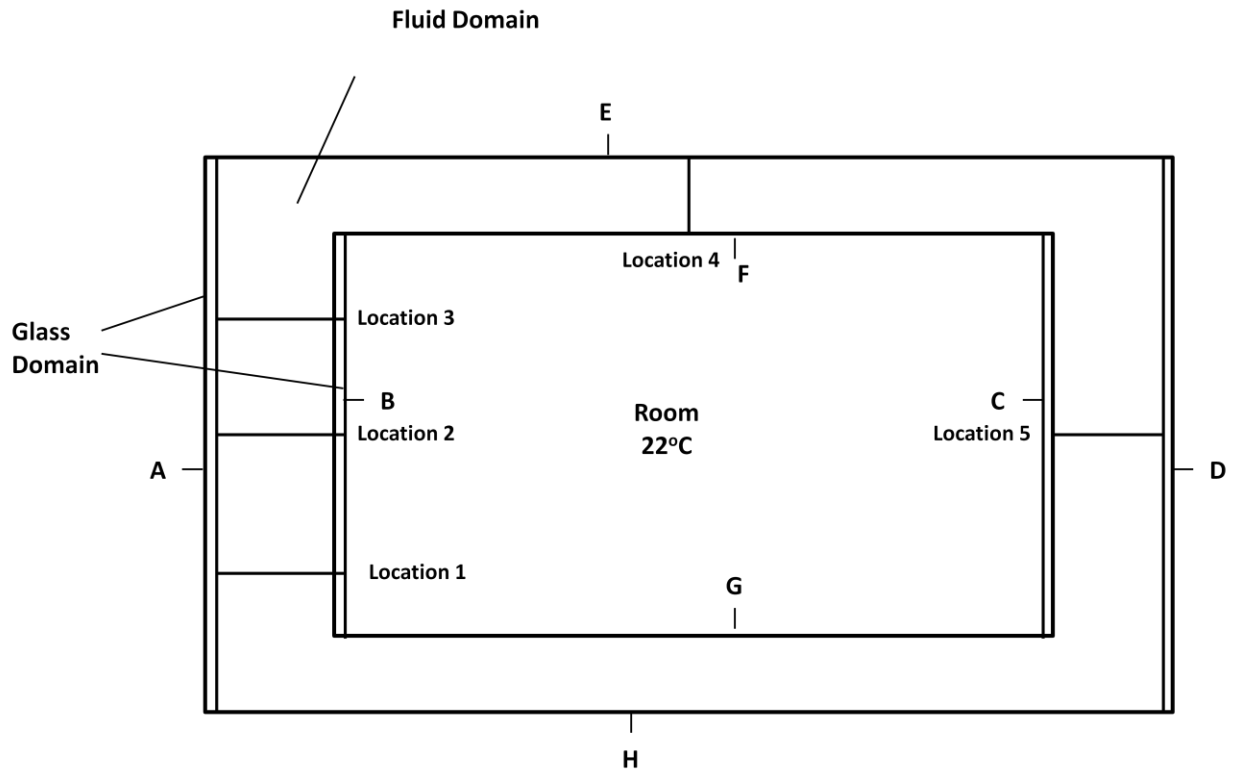 Fluid Domain
E
Location 4
F
Location 3
Glass
Domain
B
Room
C
Location 2
22°C
Location 5
A
D
Location 1
G
H